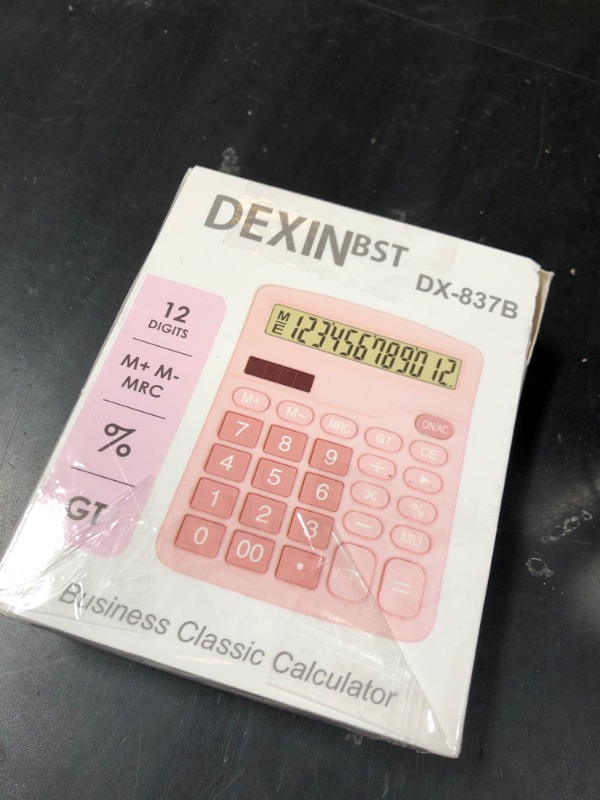 DEXINBST
DX-837B
12
DIGITS
M+ M-
MRC
%
GT
M
E
123456789012.
M+ M− MRC GT ON/AC
7 8 9 ÷ CE
4 5 6 × ▶
1 2 3 − %
0 00 . + = MU
Business Classic Calculator